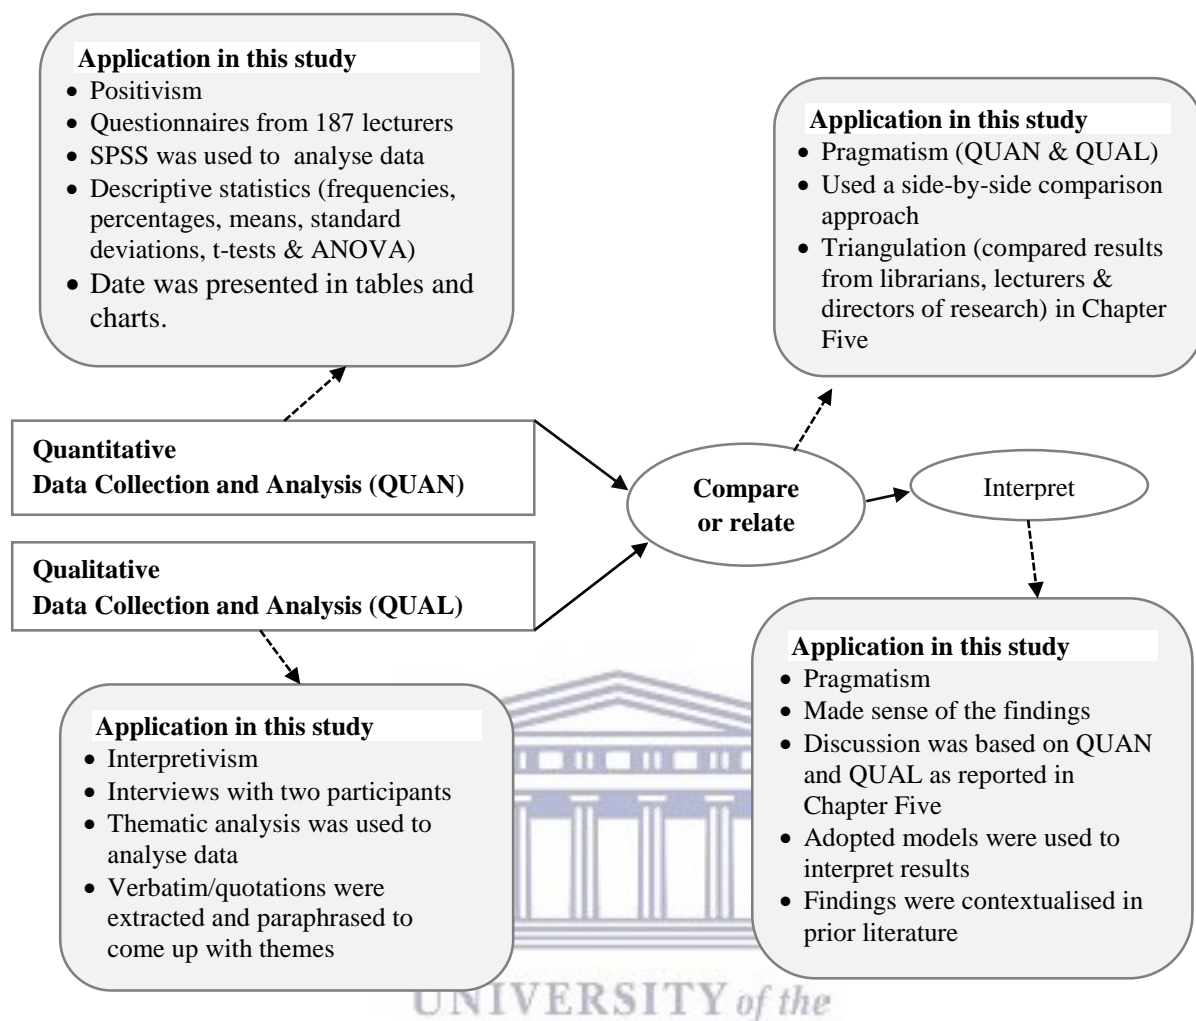 Application in this study
• Positivism
• Questionnaires from 187 lecturers
• SPSS was used to  analyse data
• Descriptive statistics (frequencies,
percentages, means, standard
deviations, t-tests & ANOVA)
• Date was presented in tables and
charts.
Application in this study
• Pragmatism (QUAN & QUAL)
• Used a side-by-side comparison
approach
• Triangulation (compared results
from librarians, lecturers &
directors of research) in Chapter
Five
Quantitative
Data Collection and Analysis (QUAN)
Compare
or relate
Interpret
Qualitative
Data Collection and Analysis (QUAL)
Application in this study
• Interpretivism
• Interviews with two participants
• Thematic analysis was used to
analyse data
• Verbatim/quotations were
extracted and paraphrased to
come up with themes
Application in this study
• Pragmatism
• Made sense of the findings
• Discussion was based on QUAN
and QUAL as reported in
Chapter Five
• Adopted models were used to
interpret results
• Findings were contextualised in
prior literature
UNIVERSITY of the